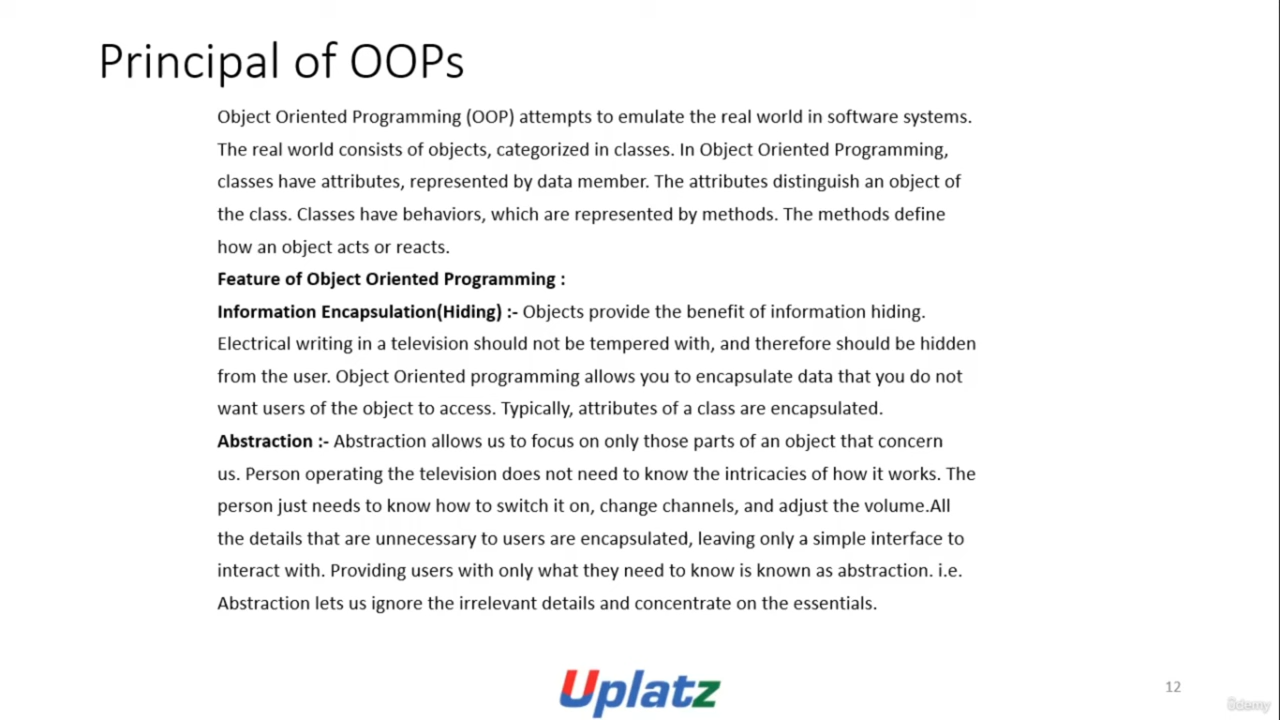 Principal of OOPs
Object Oriented Programming (OOP) attempts to emulate the real world in software systems.
The real world consists of objects, categorized in classes. In Object Oriented Programming,
classes have attributes, represented by data member. The attributes distinguish an object of
the class. Classes have behaviors, which are represented by methods. The methods define
how an object acts or reacts.
Feature of Object Oriented Programming :
Information Encapsulation(Hiding) :- Objects provide the benefit of information hiding.
Electrical writing in a television should not be tempered with, and therefore should be hidden
from the user. Object Oriented programming allows you to encapsulate data that you do not
want users of the object to access. Typically, attributes of a class are encapsulated.
Abstraction :- Abstraction allows us to focus on only those parts of an object that concern
us. Person operating the television does not need to know the intricacies of how it works. The
person just needs to know how to switch it on, change channels, and adjust the volume.All
the details that are unnecessary to users are encapsulated, leaving only a simple interface to
interact with. Providing users with only what they need to know is known as abstraction. i.e.
Abstraction lets us ignore the irrelevant details and concentrate on the essentials.
Uplatz
12
ûdemy